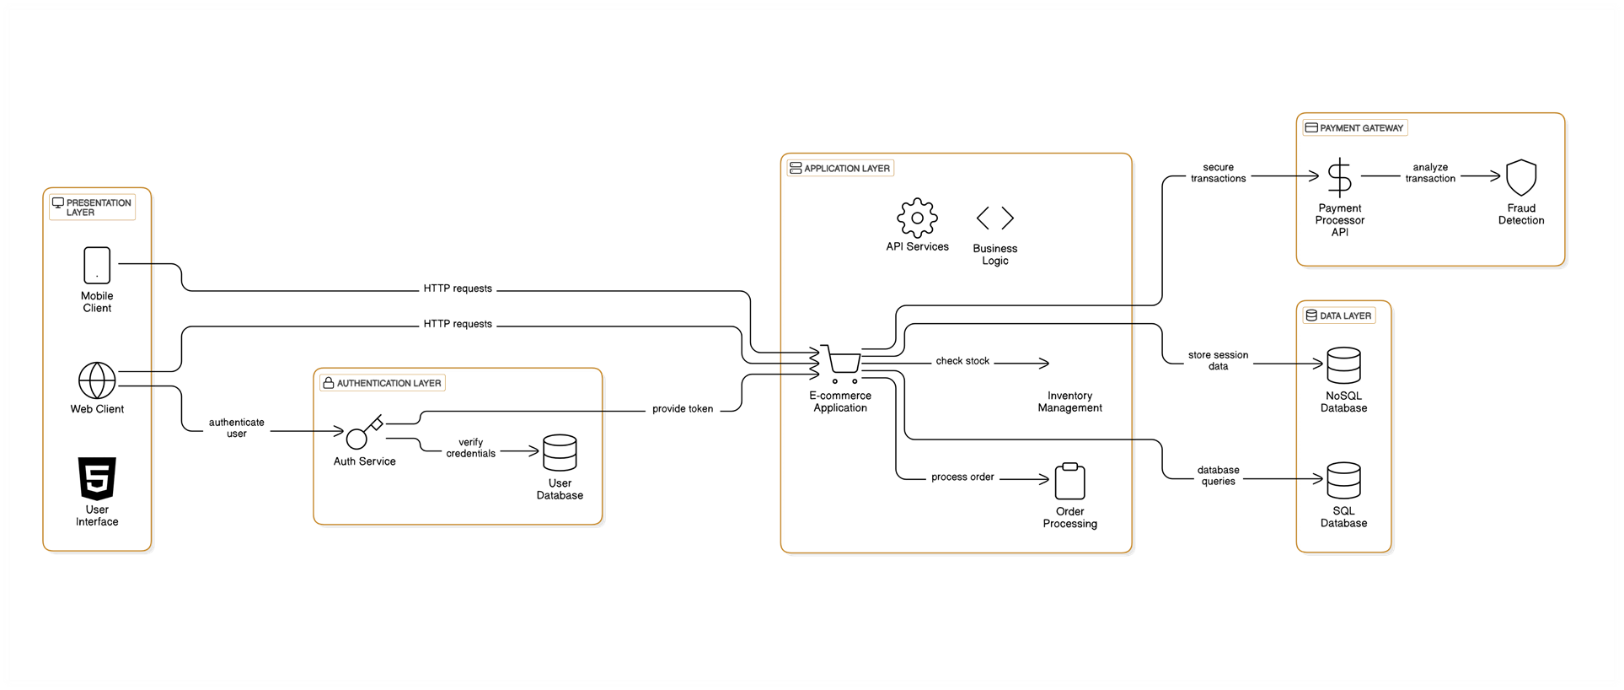 PRESENTATION
LAYER
Mobile
Client
Web Client
User
Interface
HTTP requests
HTTP requests
authenticate
user
AUTHENTICATION LAYER
Auth Service
verify
credentials
User
Database
provide token
APPLICATION LAYER
API Services
Business
Logic
E-commerce
Application
check stock
Inventory
Management
process order
Order
Processing
secure
transactions
store session
data
database
queries
PAYMENT GATEWAY
Payment
Processor
API
analyze
transaction
Fraud
Detection
DATA LAYER
NoSQL
Database
SQL
Database